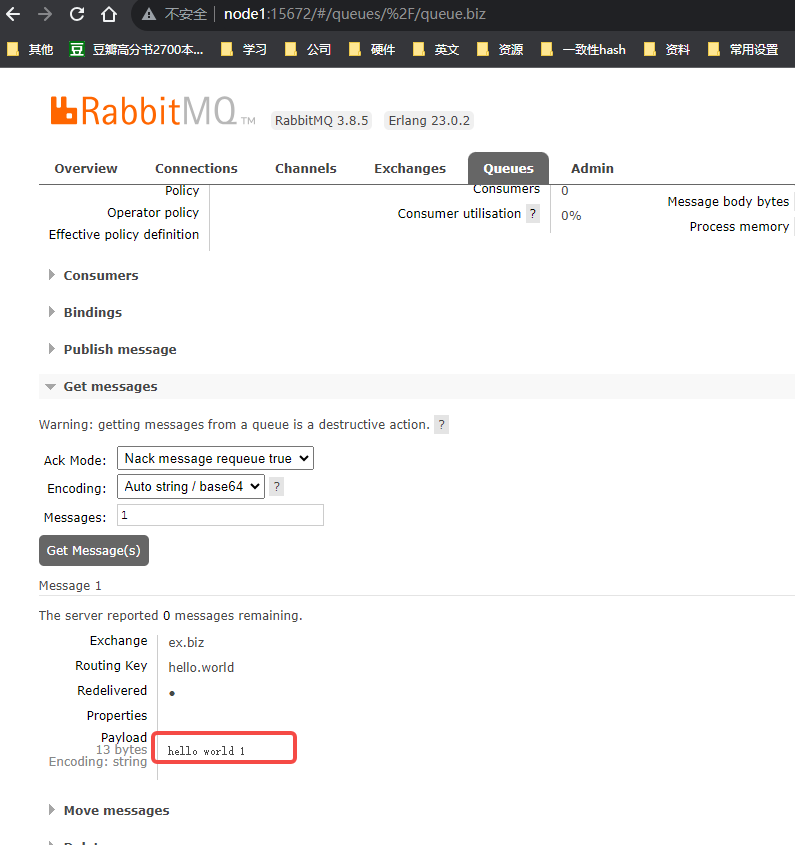 不安全 node1:15672/#/queues/%2F/queue.biz
其他 豆瓣高分书2700本... 学习 公司 硬件 英文 资源 一致性hash 资料 常用设置
RabbitMQ TM RabbitMQ 3.8.5 Erlang 23.0.2
Overview Connections Channels Exchanges Queues Admin
Policy Consumers 0 Message body bytes
Operator policy Consumer utilisation ? 0% Process memory
Effective policy definition
Consumers
Bindings
Publish message
Get messages
Warning: getting messages from a queue is a destructive action. ?
Ack Mode: Nack message requeue true
Encoding: Auto string / base64 ?
Messages: 1
Get Message(s)
Message 1
The server reported 0 messages remaining.
Exchange ex.biz
Routing Key hello.world
Redelivered ●
Properties
Payload
13 bytes hello world 1
Encoding: string
Move messages